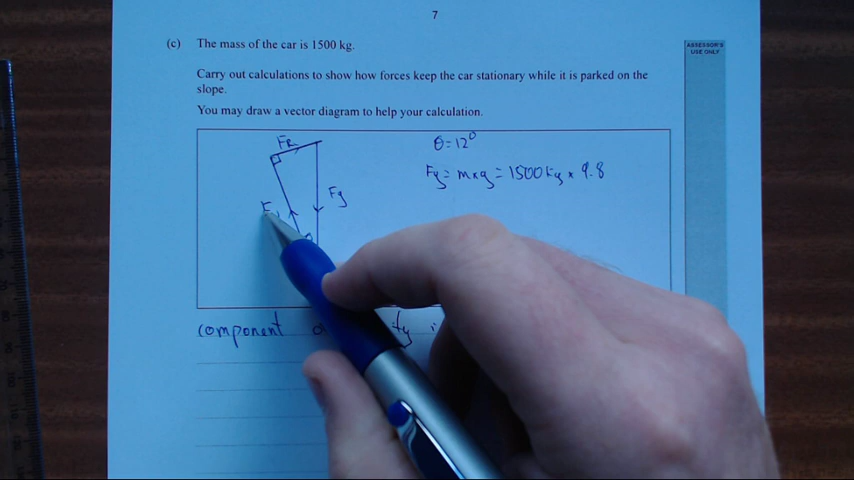 7
(c) The mass of the car is 1500 kg.
ASSESSOR'S
USE ONLY
Carry out calculations to show how forces keep the car stationary while it is parked on the
slope.
You may draw a vector diagram to help your calculation.
FR
θ = 12°
Fg = m×g = 1500 kg × 9.8
Fg
component